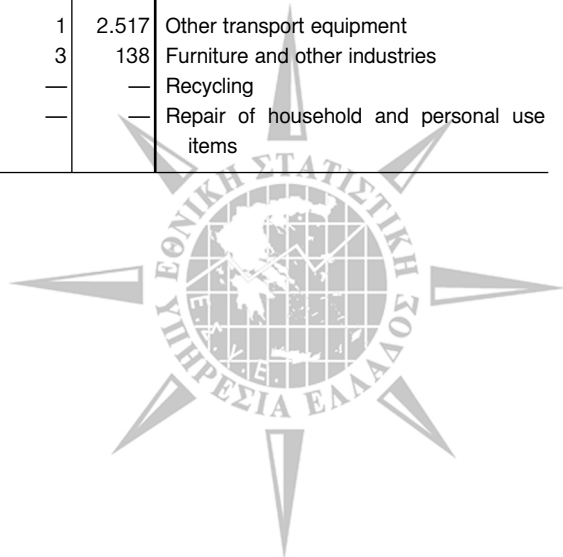 1 2.517 Other transport equipment
3 138 Furniture and other industries
— — Recycling
— — Repair of household and personal use
items
ΕΘΝΙΚΗ ΣΤΑΤΙΣΤΙΚΗ
ΥΠΗΡΕΣΙΑ ΕΛΛΑΔΟΣ
Ε.Σ.Υ.Ε.